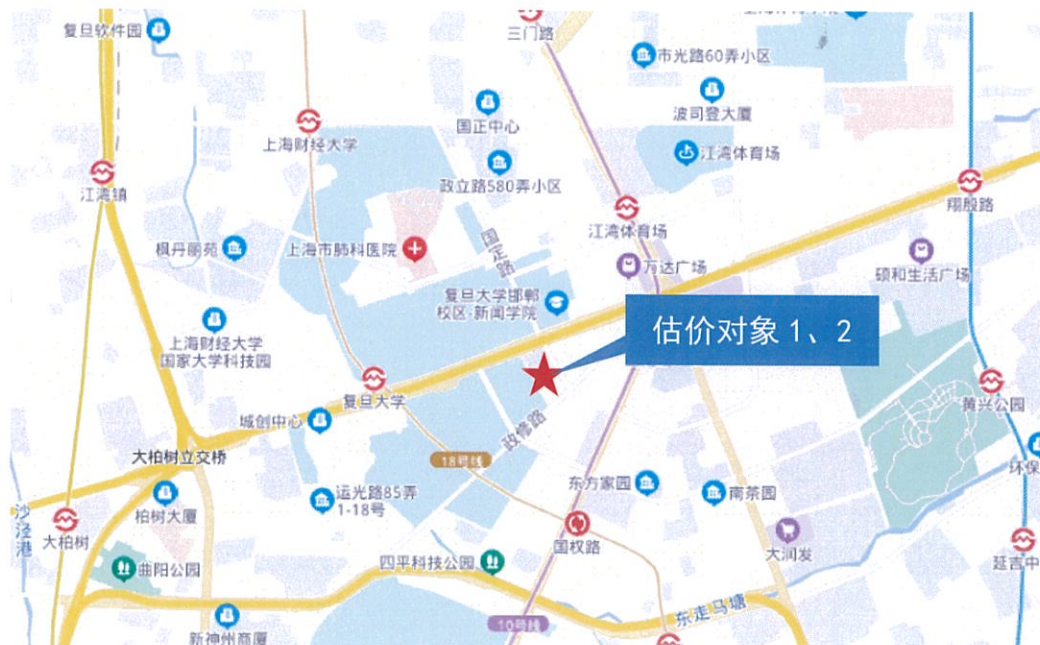 复旦软件园
三门路
市光路60弄小区
国正中心
波司登大厦
上海财经大学
江湾体育场
政立路580弄小区
江湾镇
翔殷路
江湾体育场
国定路
枫丹丽苑
上海市肺科医院
万达广场
硕和生活广场
复旦大学邯郸
校区-新闻学院
估价对象 1、2
上海财经大学
国家大学科技园
复旦大学
黄兴公园
城创中心
政修路
大柏树立交桥
18号线
环保
东方家园
南茶园
运光路85弄
1-18号
柏树大厦
沙泾港
大柏树
国权路
大润发
延吉中
曲阳公园
四平科技公园
东走马塘
10号线
新神州商厦